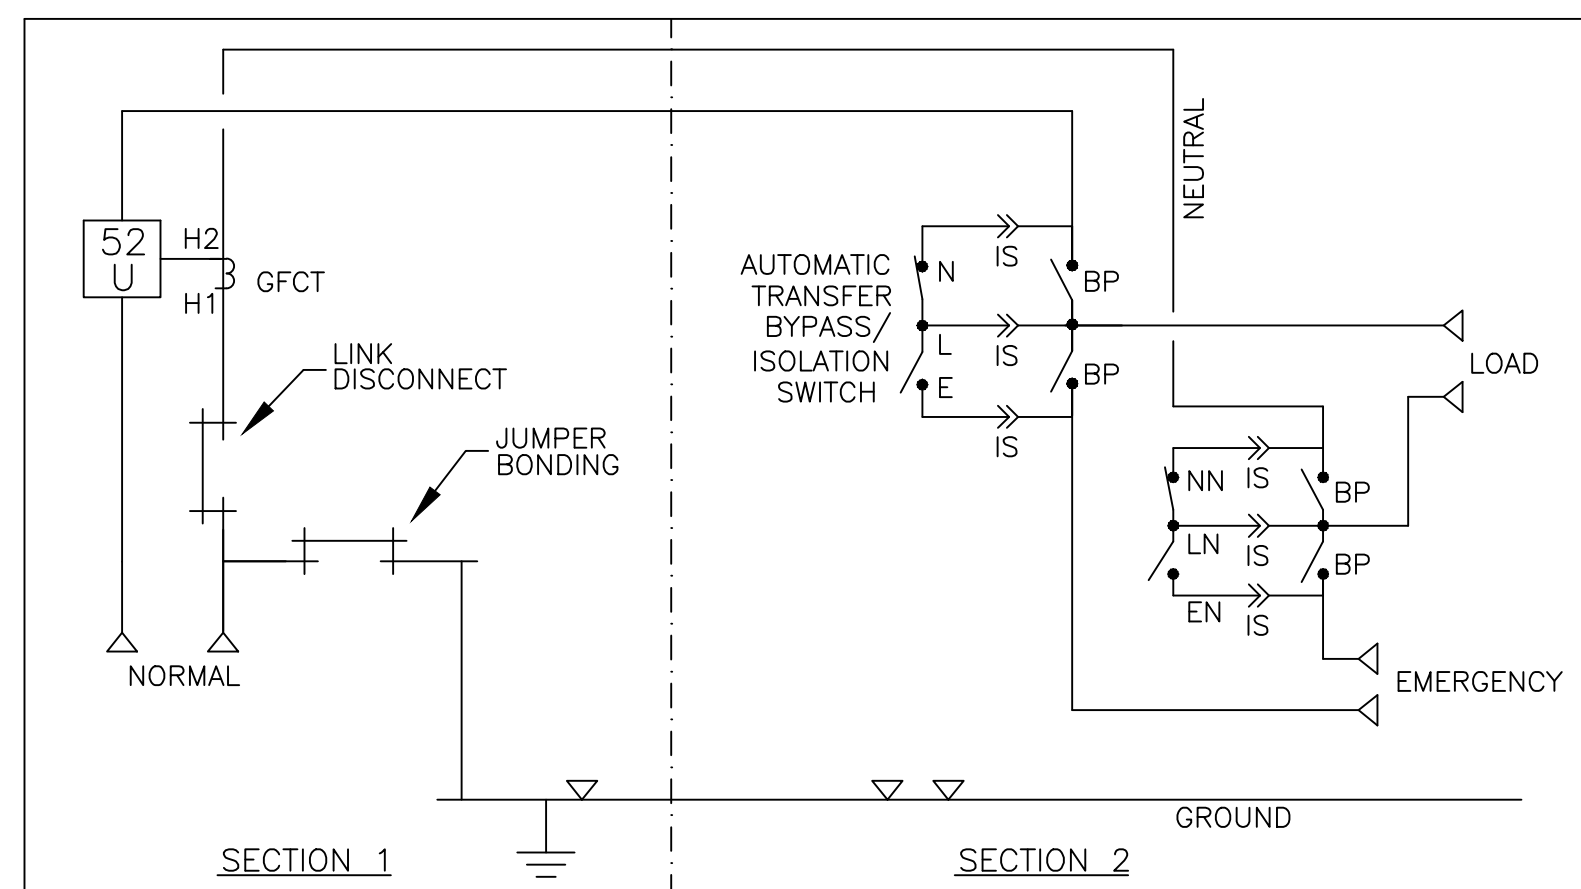 NEUTRAL
52
U
H2
H1
GFCT
LINK
DISCONNECT
JUMPER
BONDING
NORMAL
AUTOMATIC
TRANSFER
BYPASS/
ISOLATION
SWITCH
N
L
E
IS
IS
IS
BP
BP
LOAD
NN
LN
EN
IS
IS
IS
BP
BP
EMERGENCY
GROUND
SECTION 1
SECTION 2